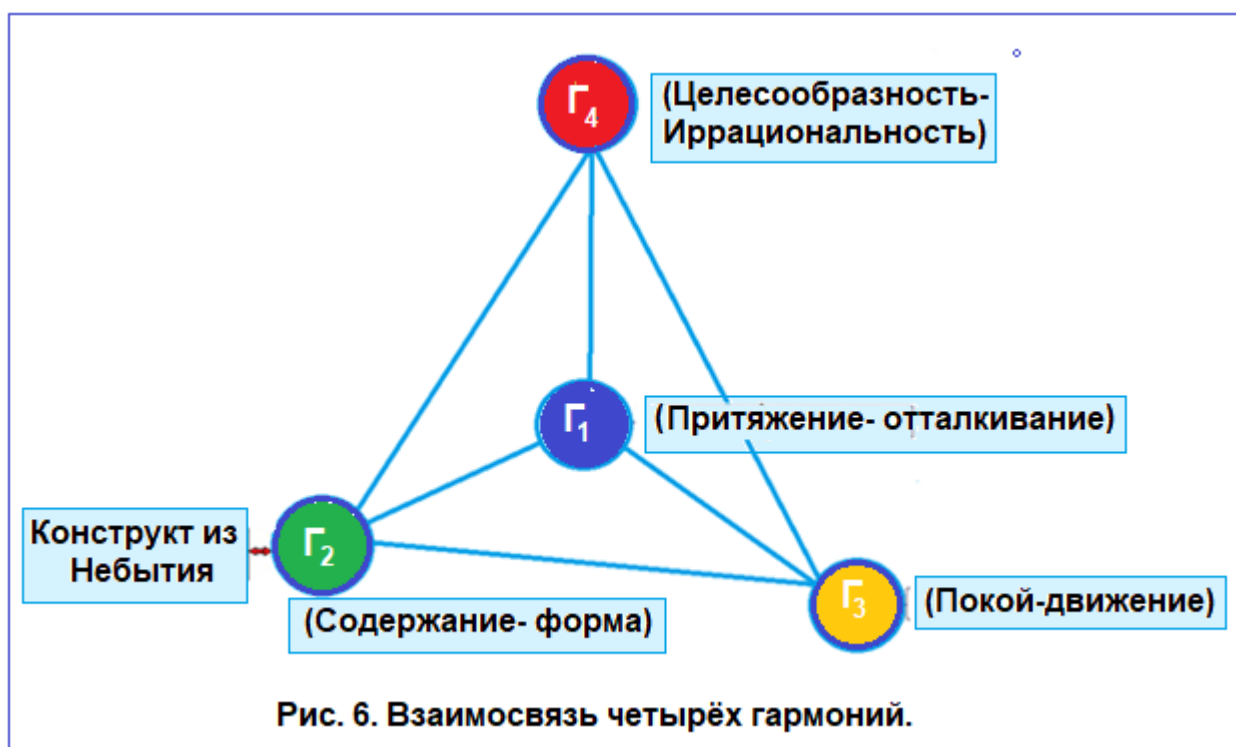 Г4
(Целесообразность-
Иррациональность)
Г1
(Притяжение- отталкивание)
Конструкт из
Небытия
Г2
(Содержание- форма)
Г3
(Покой-движение)
Рис. 6. Взаимосвязь четырёх гармоний.